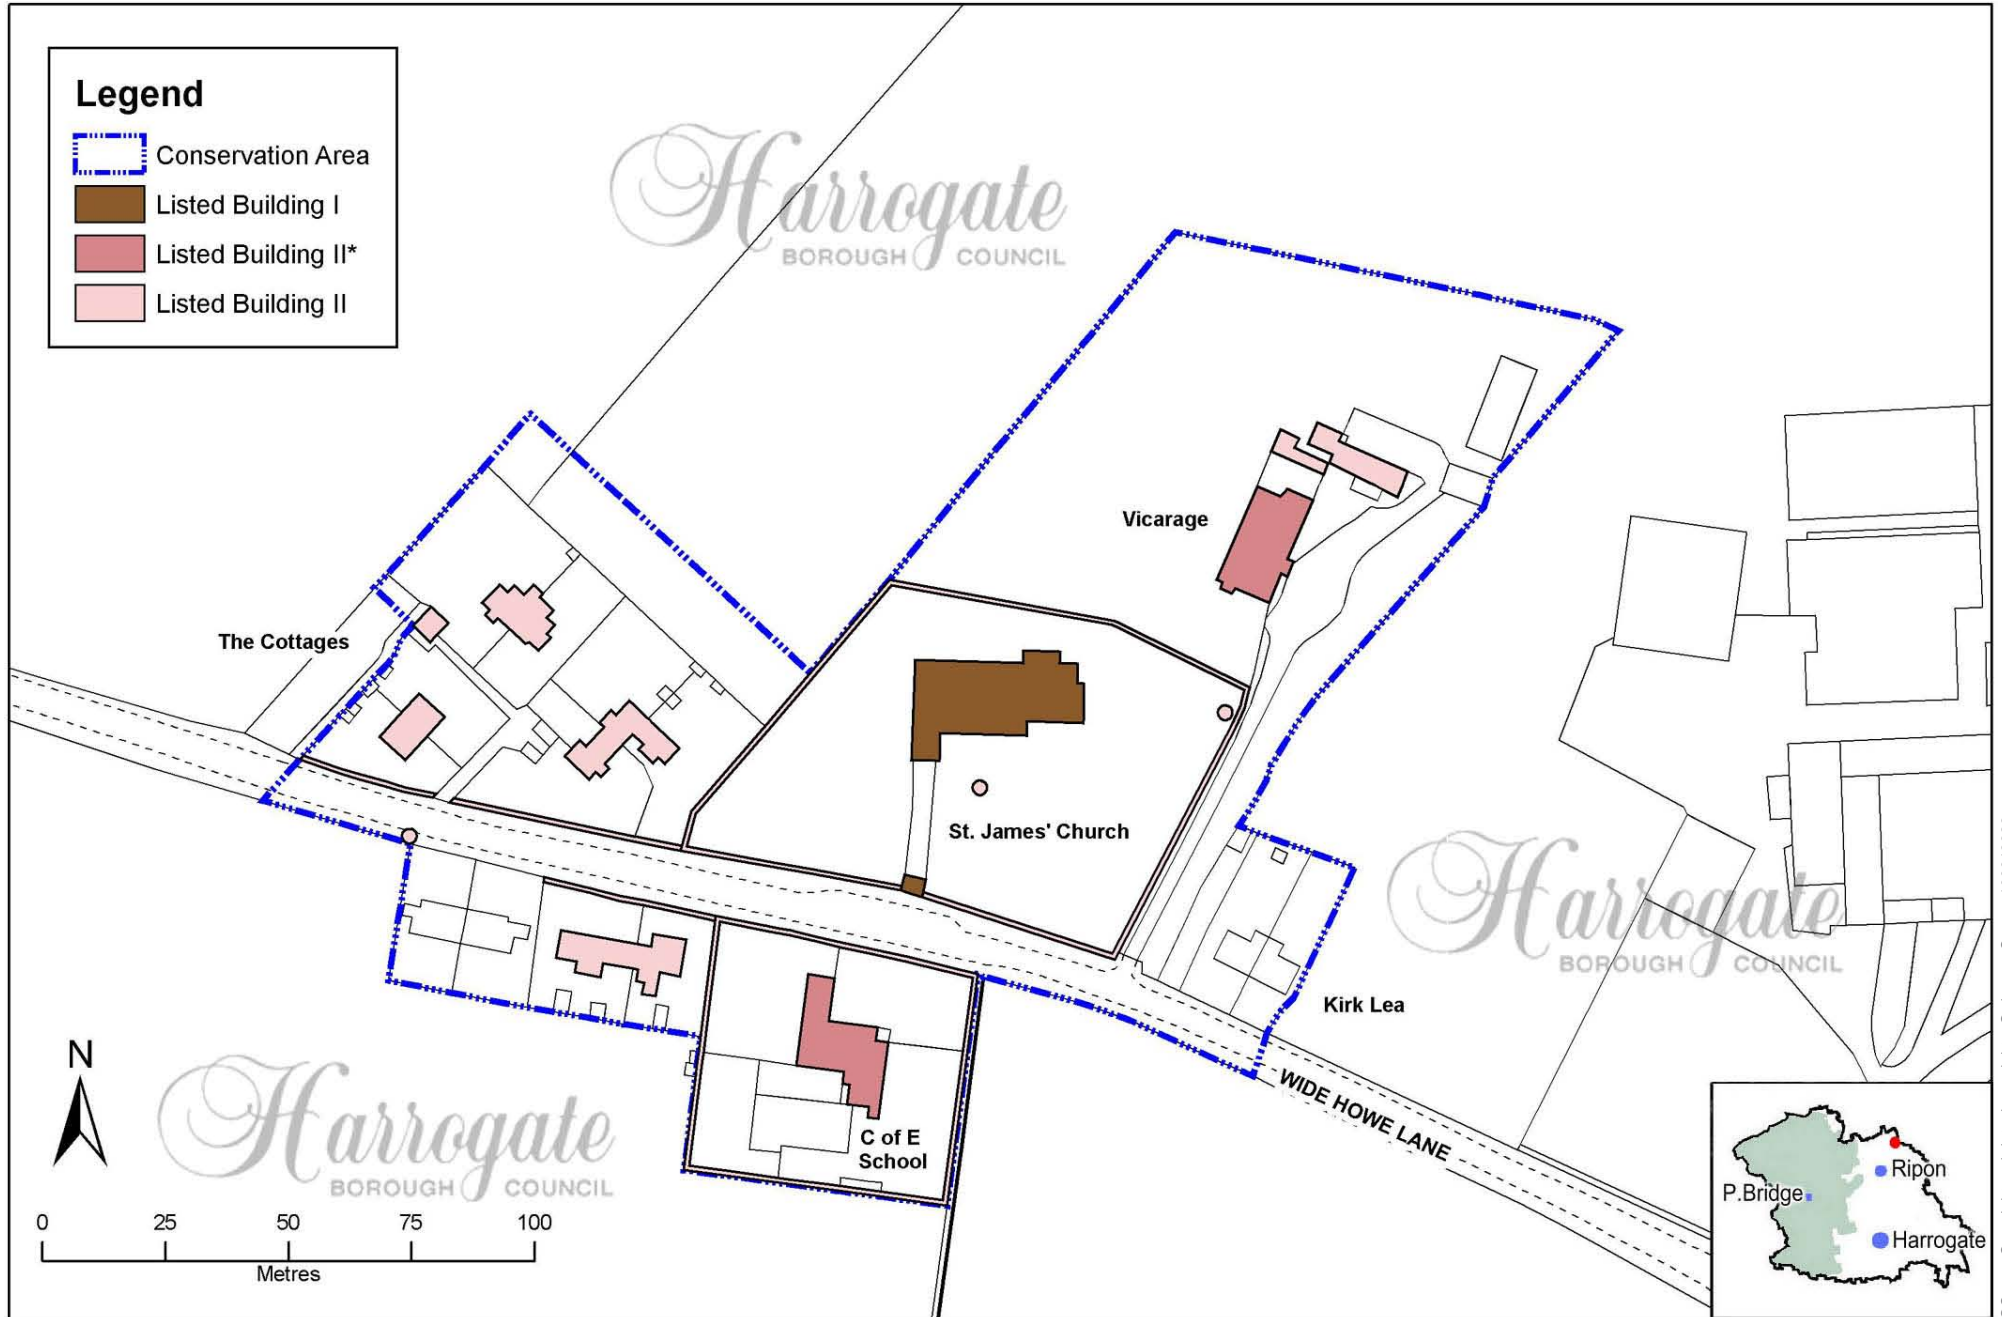 Legend
Conservation Area
Listed Building I
Listed Building II*
Listed Building II
Harrogate
BOROUGH COUNCIL
Vicarage
The Cottages
St. James' Church
Harrogate
BOROUGH COUNCIL
Kirk Lea
N
Harrogate
BOROUGH COUNCIL
WIDE HOWE LANE
C of E
School
0 25 50 75 100
Metres
Ripon
P.Bridge
Harrogate